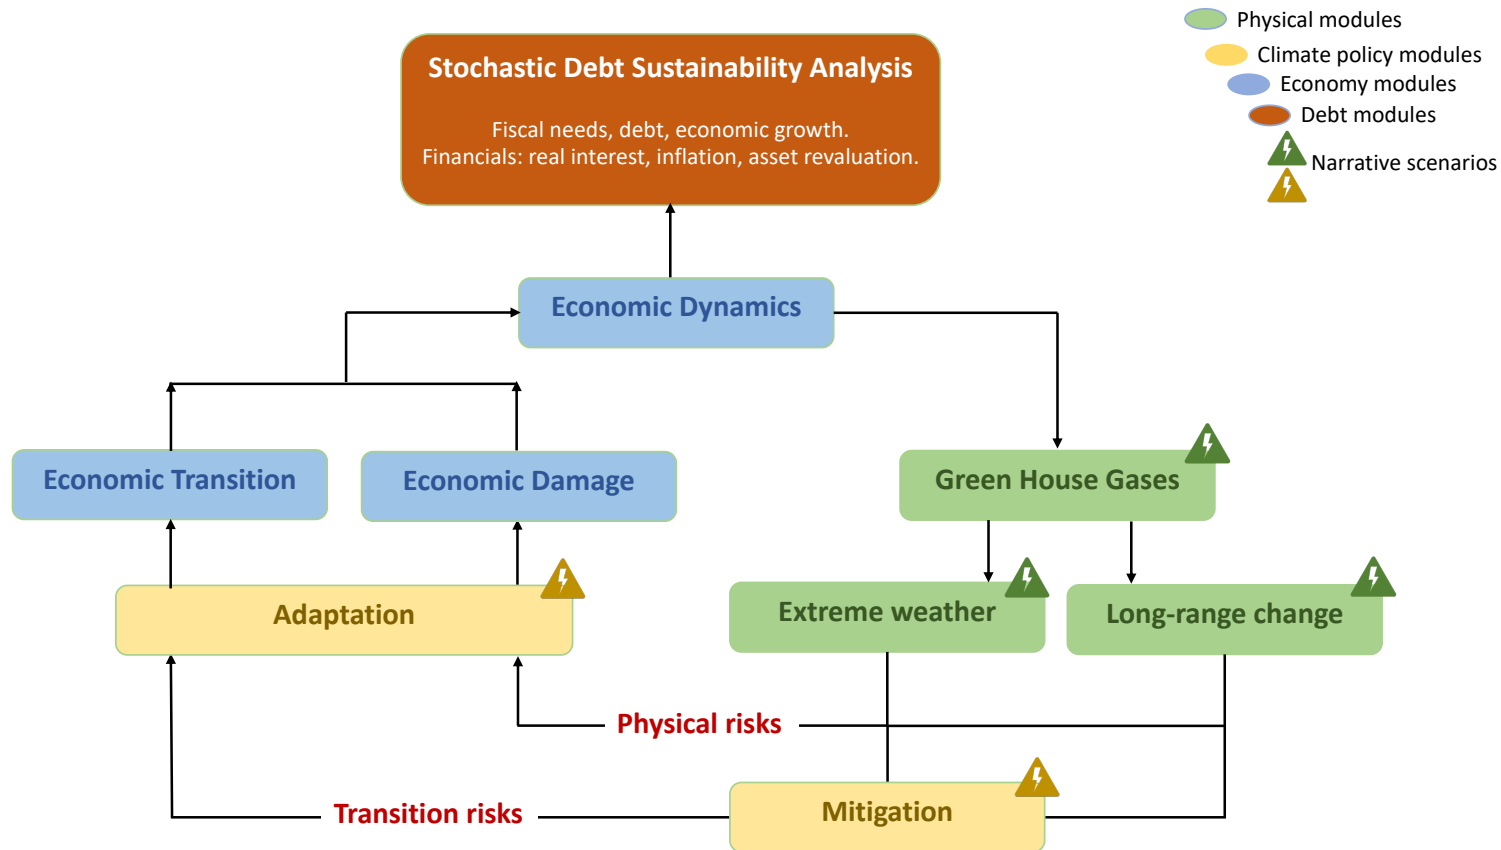 Physical modules
Climate policy modules
Economy modules
Debt modules
Narrative scenarios
Stochastic Debt Sustainability Analysis
Fiscal needs, debt, economic growth.
Financials: real interest, inflation, asset revaluation.
Economic Dynamics
Economic Transition
Economic Damage
Green House Gases
Adaptation
Extreme weather
Long-range change
Physical risks
Transition risks
Mitigation